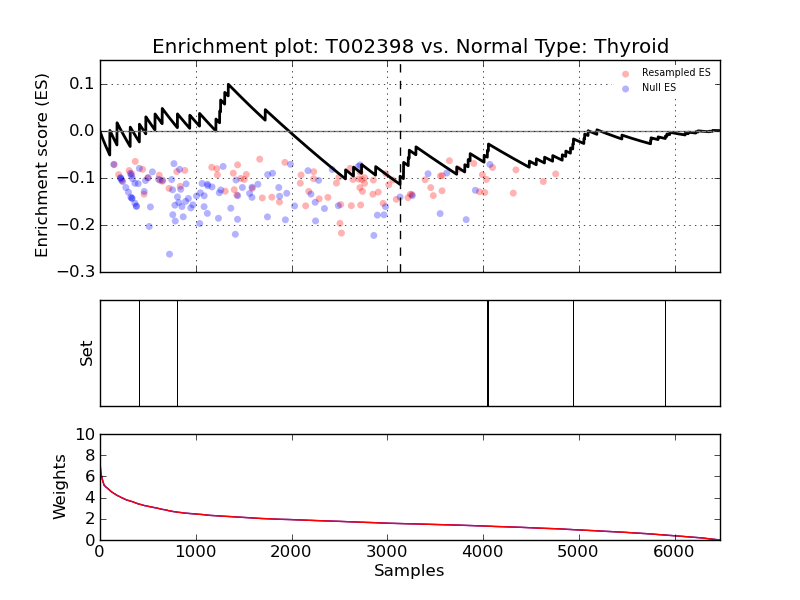 Enrichment plot: T002398 vs. Normal Type: Thyroid
Enrichment score (ES)
0.1
0.0
−0.1
−0.2
−0.3
Resampled ES
Null ES
Set
Weights
10
8
6
4
2
0
0 1000 2000 3000 4000 5000 6000
Samples